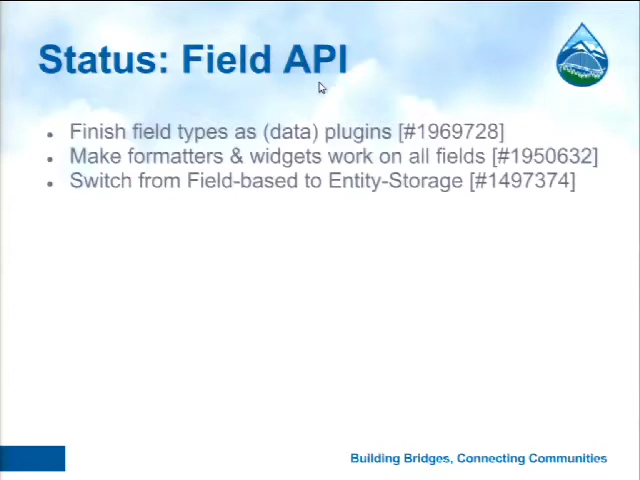 Status: Field API
• Finish field types as (data) plugins [#1969728]
• Make formatters & widgets work on all fields [#1950632]
• Switch from Field-based to Entity-Storage [#1497374]
Building Bridges, Connecting Communities